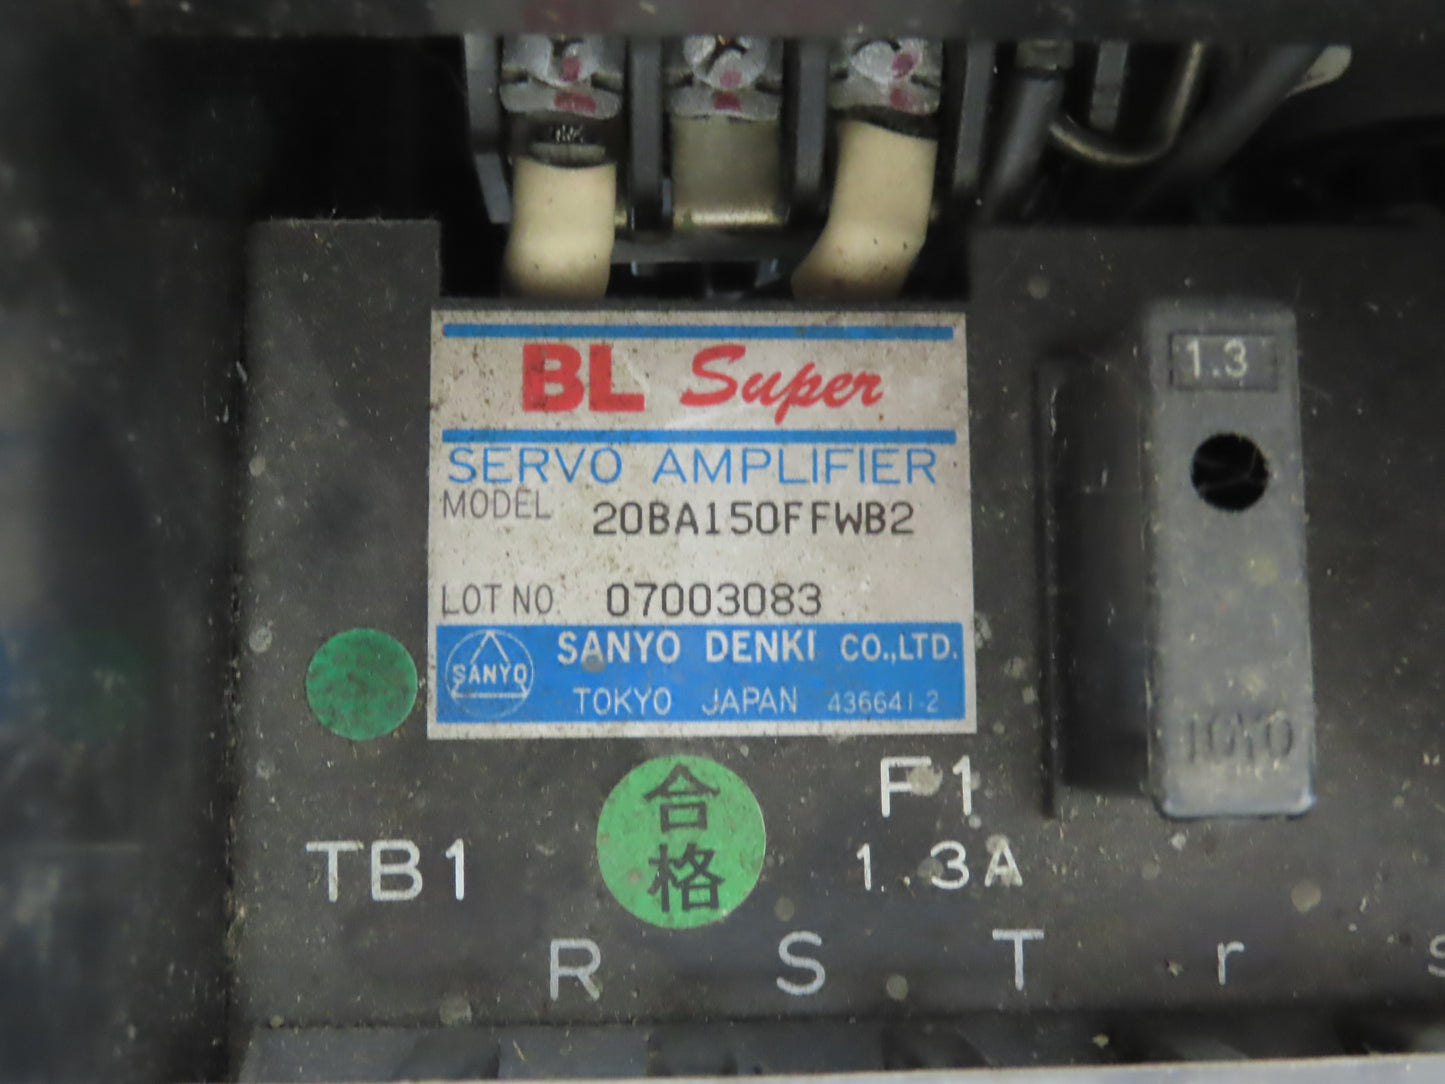 BL Super
SERVO AMPLIFIER
MODEL 20BA150FFWB2
LOT NO. 07003083
SANYO
SANYO DENKI CO.,LTD.
TOKYO JAPAN 436641-2
1.3
TOYO
合格
F1
1.3A
TB1
R S T r s